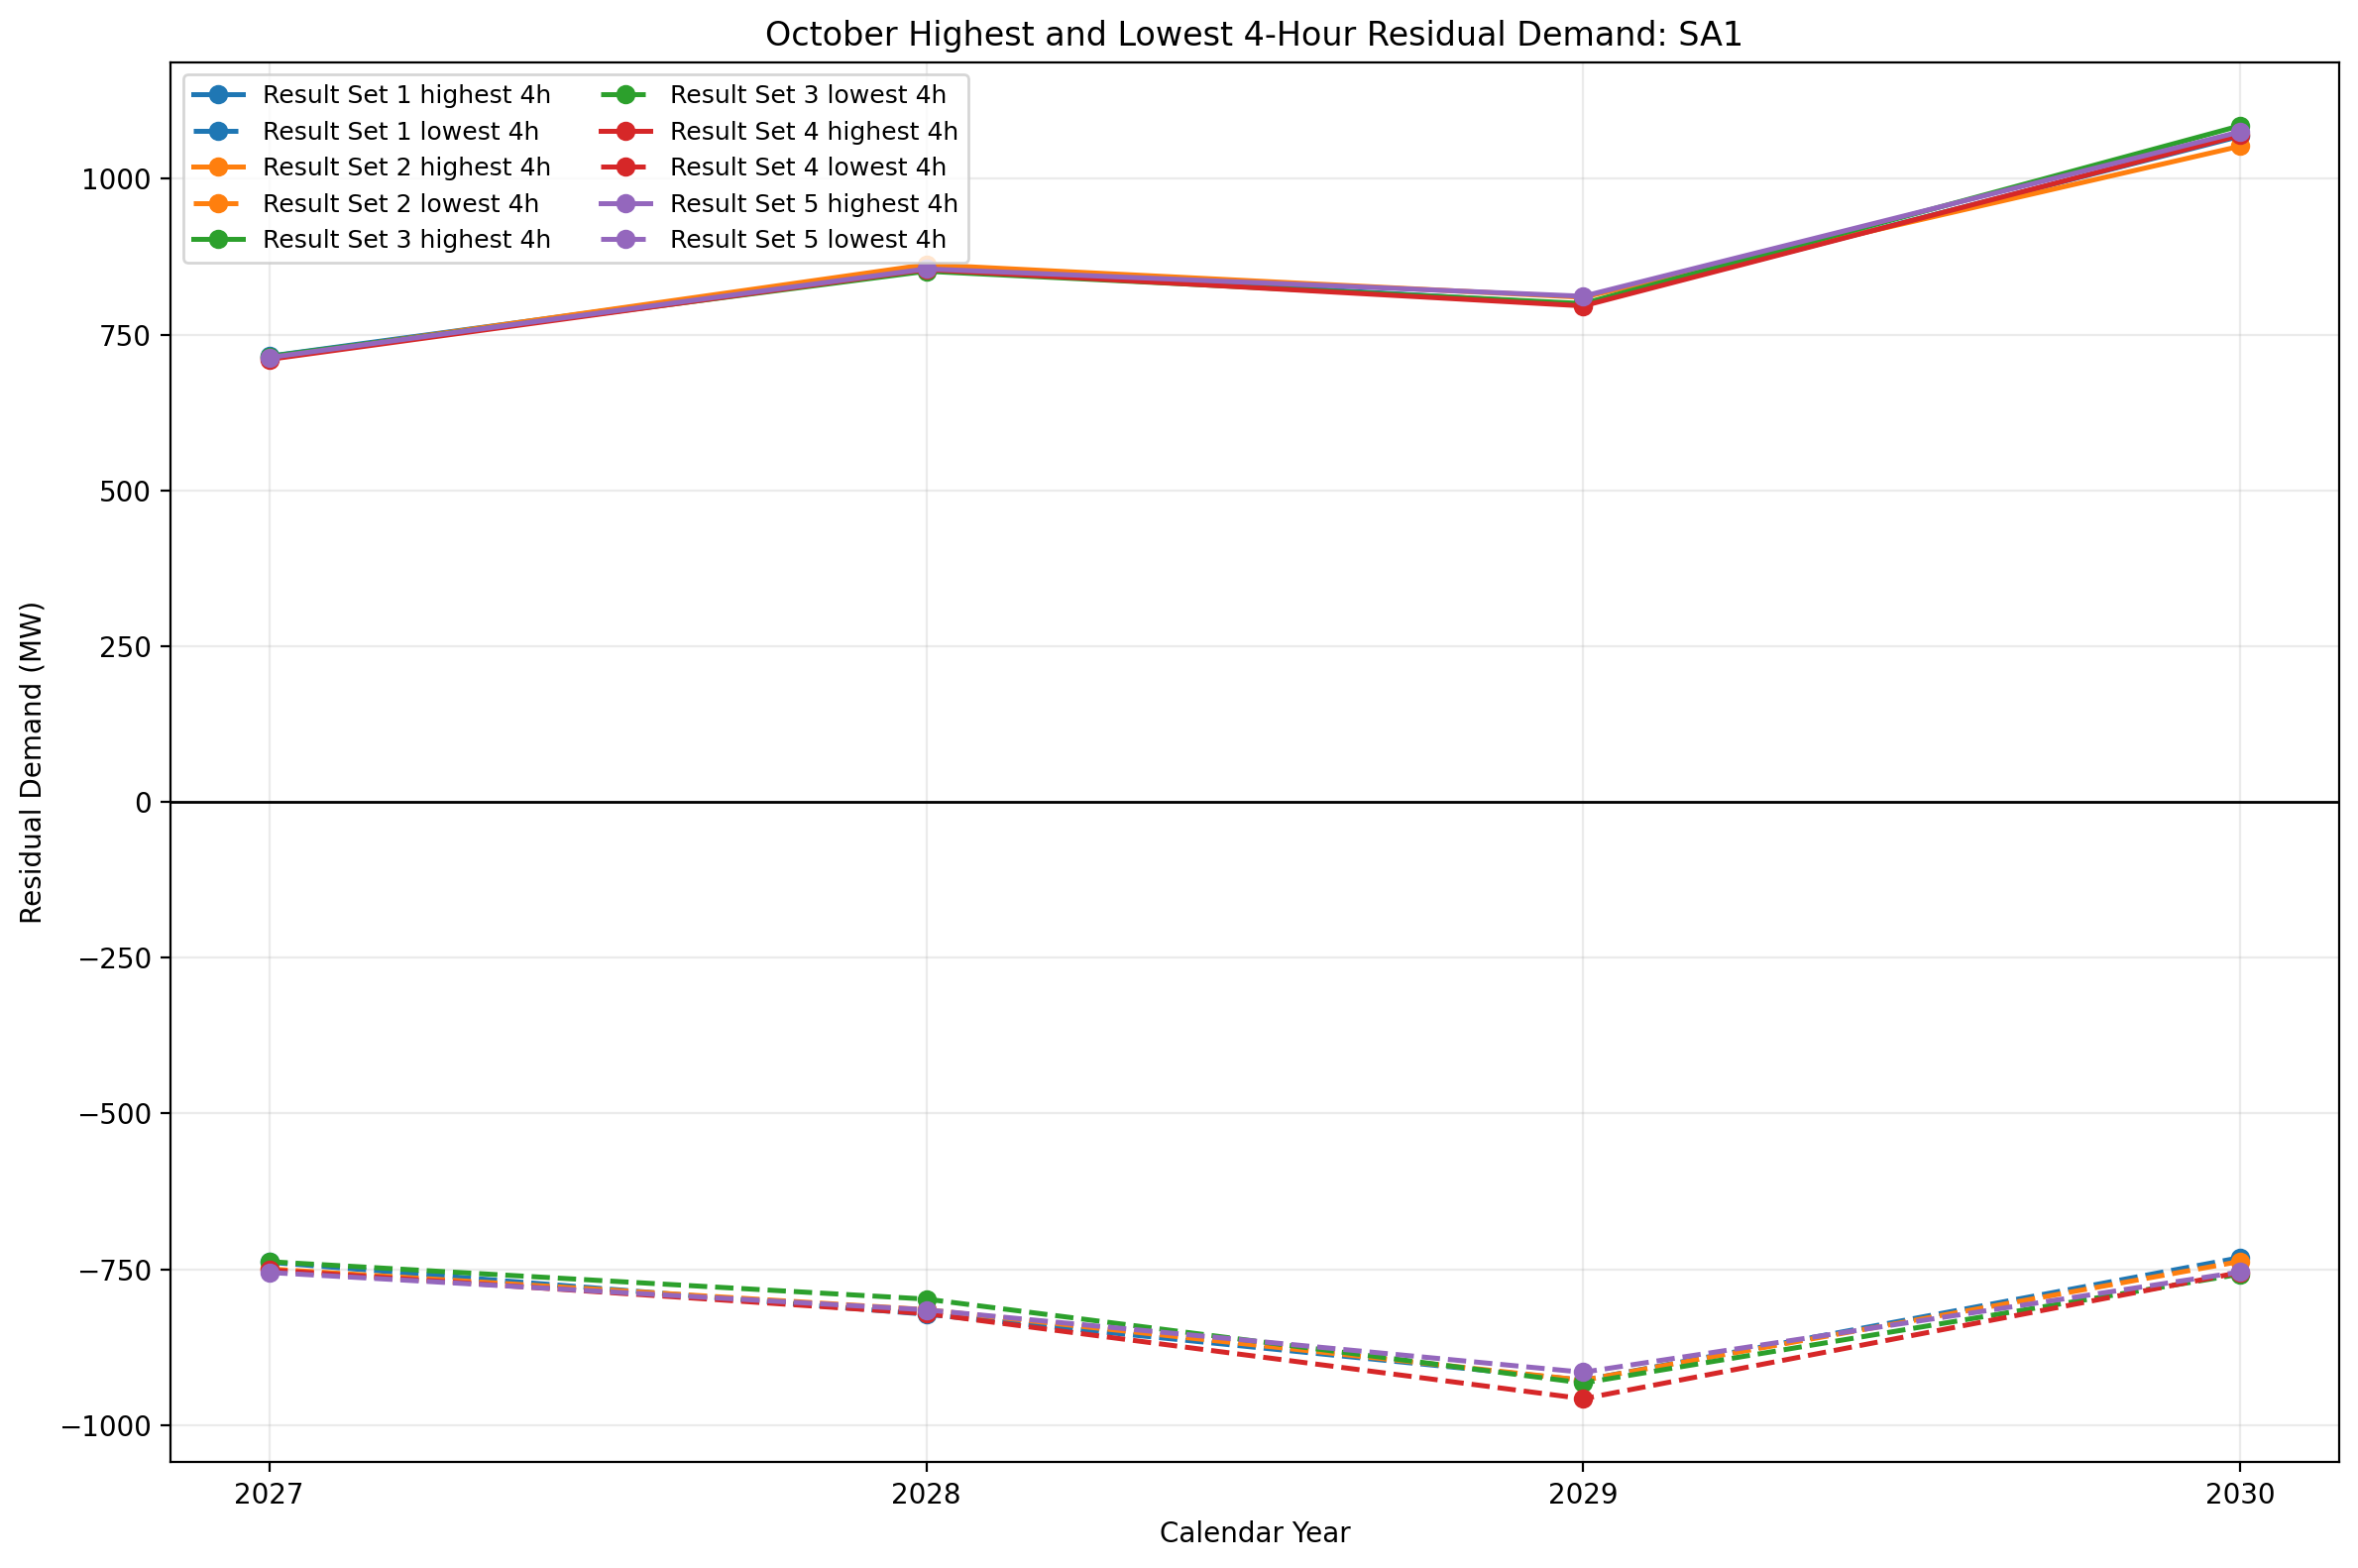 October Highest and Lowest 4-Hour Residual Demand: SA1
Result Set 1 highest 4h
Result Set 1 lowest 4h
Result Set 2 highest 4h
Result Set 2 lowest 4h
Result Set 3 highest 4h
Result Set 3 lowest 4h
Result Set 4 highest 4h
Result Set 4 lowest 4h
Result Set 5 highest 4h
Result Set 5 lowest 4h
Residual Demand (MW)
1000
750
500
250
0
−250
−500
−750
−1000
2027
2028
2029
2030
Calendar Year